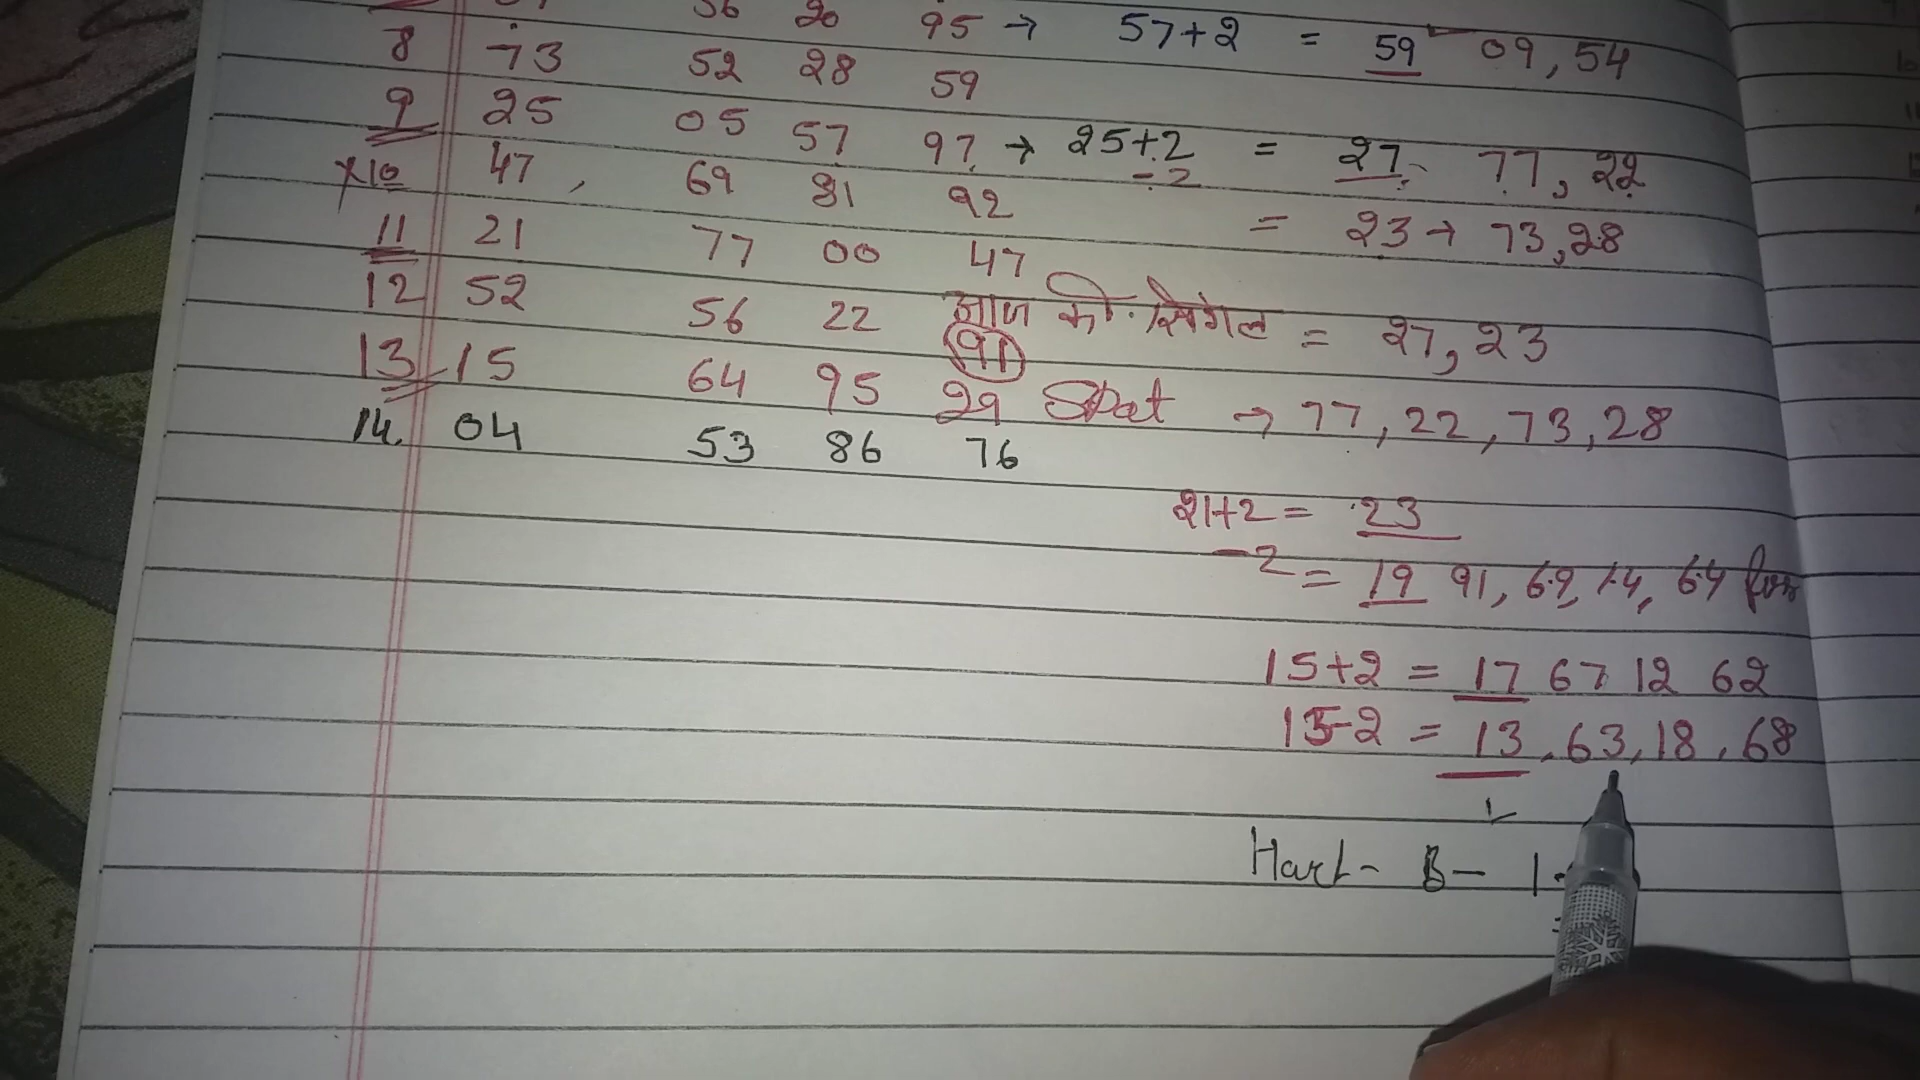 56 20 95 → 57+2 = 59 09, 54
8 73 52 28 59
9 25 05 57 97 → 25+2 = 27 77, 22
-2
×10 47, 69 81 92 = 23 → 73, 28
11 21 77 00 47
12 52 56 22 91 आज की सिंगल = 27, 23
13 15 64 95 29 → 77, 22, 73, 28
14 04 53 86 76
21+2 = 23
-2 = 19 91, 69, 14, 64
15+2 = 17 67 12 62
15-2 = 13, 63, 18, 68
B- 1